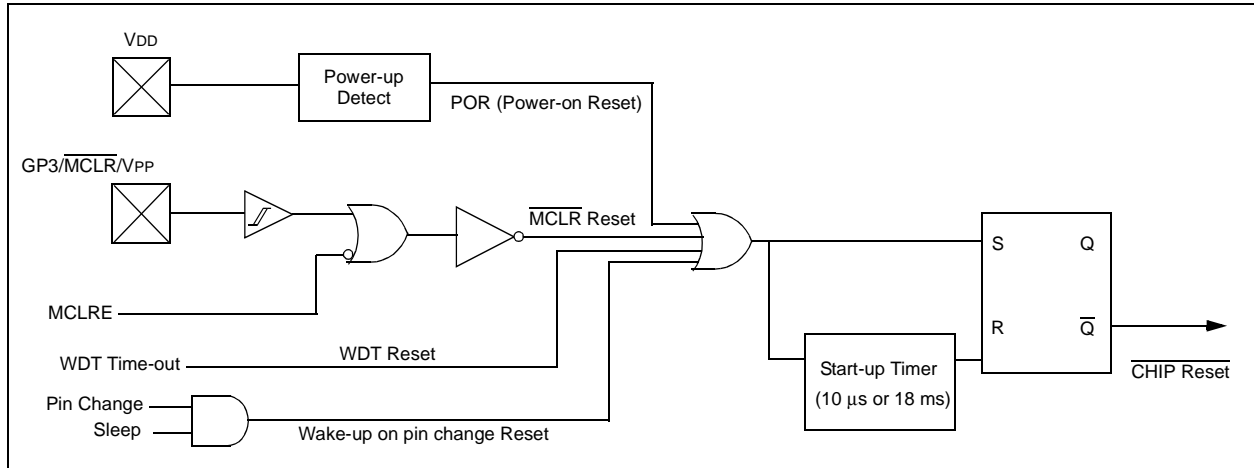 VDD
Power-up
Detect
POR (Power-on Reset)
GP3/MCLR/VPP
MCLR Reset
MCLRE
WDT Time-out
WDT Reset
Pin Change
Sleep
Wake-up on pin change Reset
S
Q
R
Q
Start-up Timer
(10 μs or 18 ms)
CHIP Reset